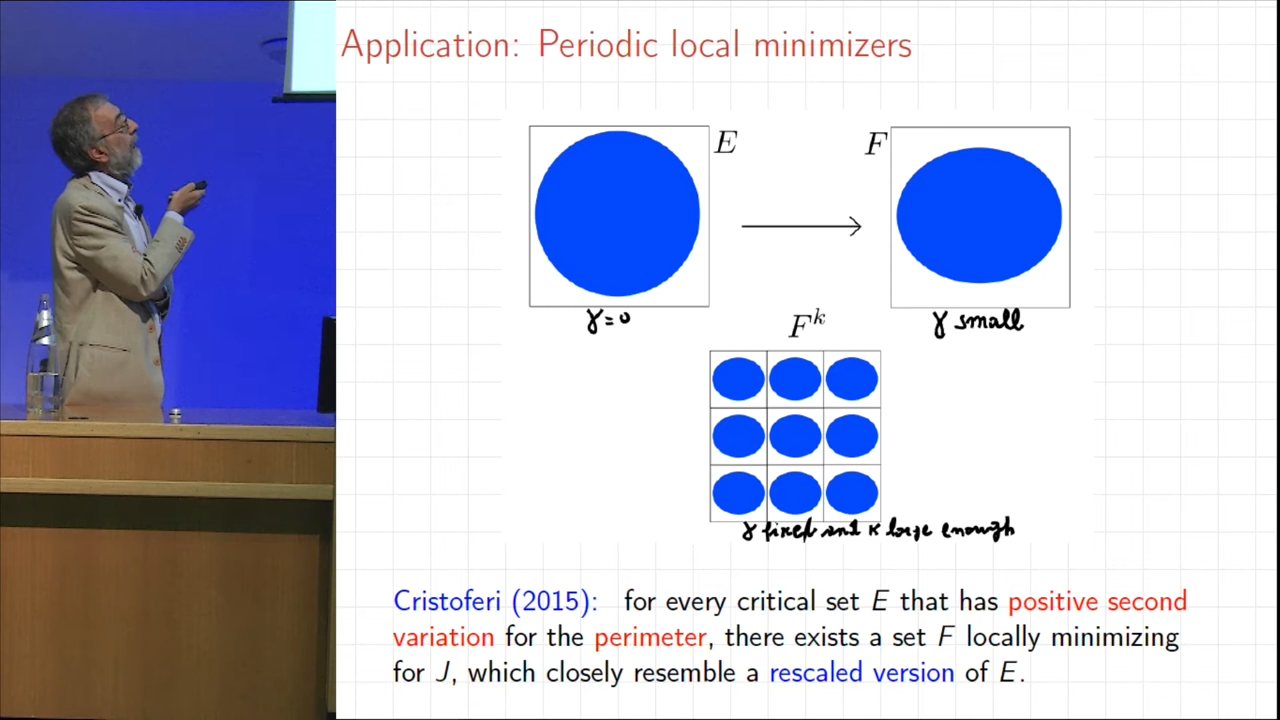 Application: Periodic local minimizers
E
F
γ=0
γ small
F^k
γ fixed and k large enough
Cristoferi (2015): for every critical set E that has positive second
variation for the perimeter, there exists a set F locally minimizing
for J, which closely resemble a rescaled version of E.